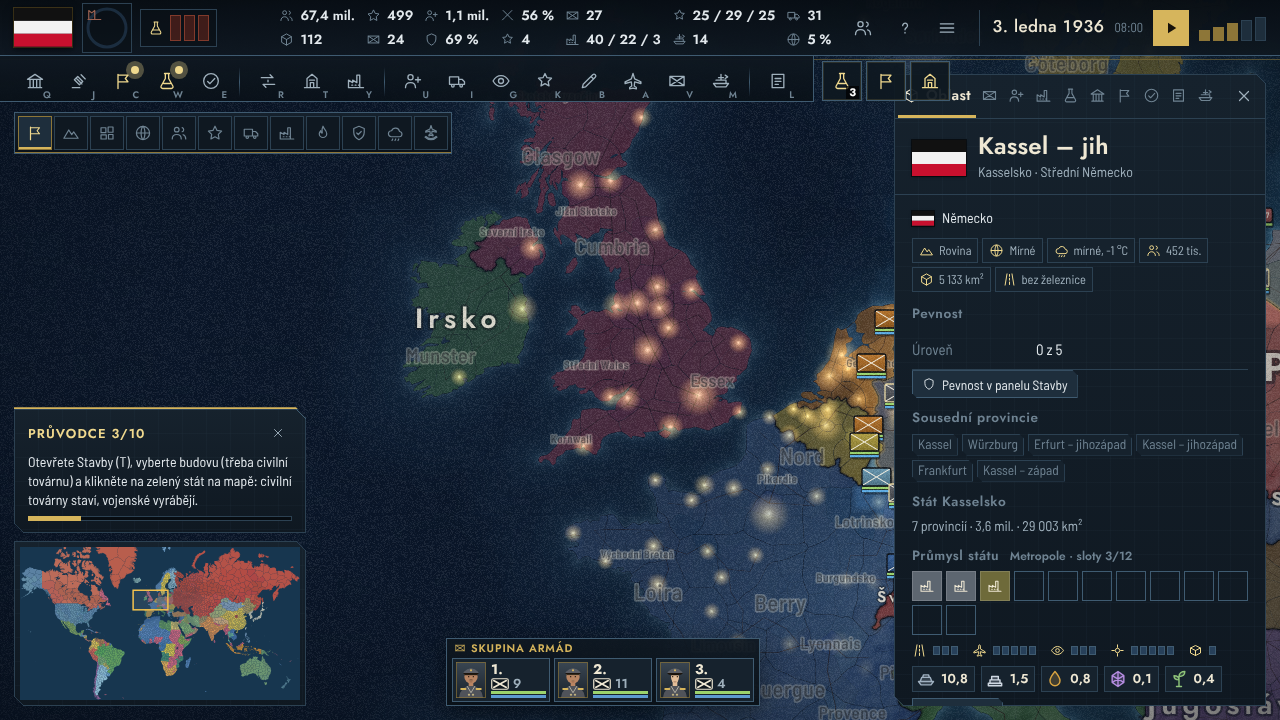 67,4 mil. 499 1,1 mil. 56 % 27 25 / 29 / 25 31
112 24 69 % 4 40 / 22 / 3 14 5 %
? 3. ledna 1936 08:00
Q J C W E R T Y U I G K B A V M L
3
Oblast
Kassel – jih
Kasselsko · Střední Německo
Německo
Rovina Mírné mírné, -1 °C 452 tis.
5 133 km² bez železnice
Pevnost
Úroveň 0 z 5
Pevnost v panelu Stavby
Sousední provincie
Kassel Würzburg Erfurt – jihozápad Kassel – jihozápad
Frankfurt Kassel – západ
Stát Kasselsko
7 provincií · 3,6 mil. · 29 003 km²
Průmysl státu Metropole · sloty 3/12
10,8 1,5 0,8 0,1 0,4
Göteborg
Glasgow
Jižní Skotsko
Severní Irsko
Cumbria
Irsko
Munster
Střední Wales
Essex
Kornwall
Nord
Pikardie
Lotrinsko
Východní Bretaň
Loira
Burgundsko
Berry
Lyonnais
Provence
PRŮVODCE 3/10
Otevřete Stavby (T), vyberte budovu (třeba civilní
továrnu) a klikněte na zelený stát na mapě: civilní
továrny staví, vojenské vyrábějí.
SKUPINA ARMÁD
1. 9
2. 11
3. 4